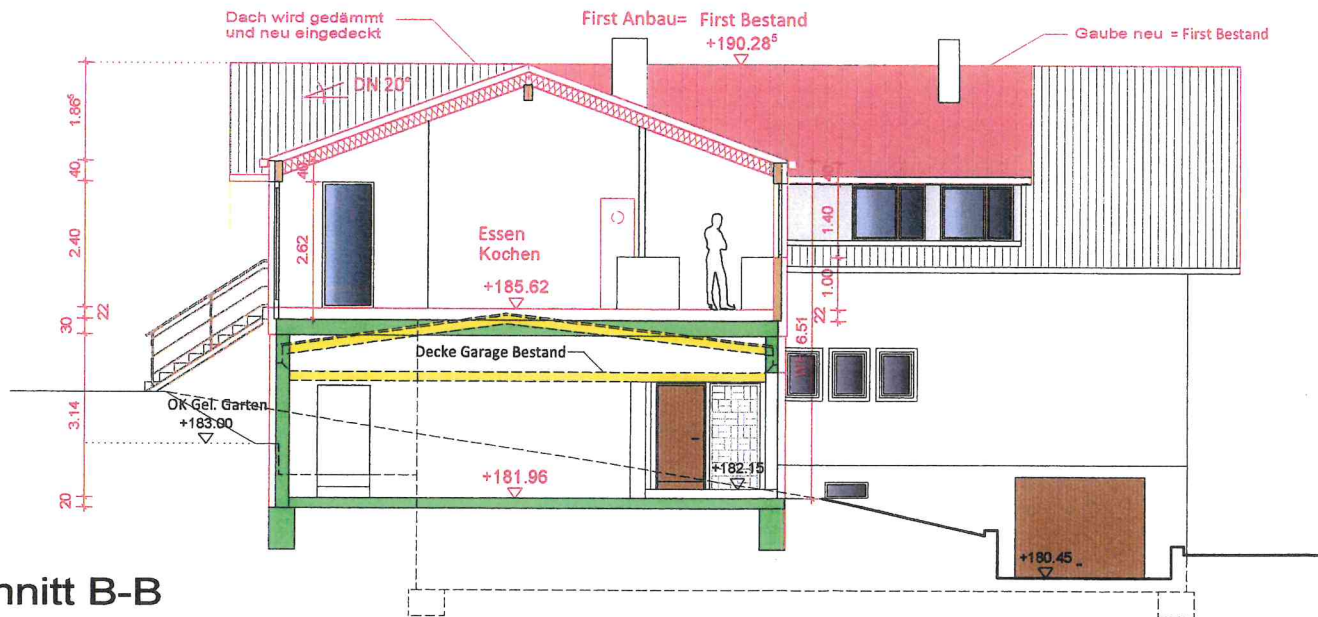 Dach wird gedämmt
und neu eingedeckt
First Anbau= First Bestand
+190.28⁵
Gaube neu = First Bestand
DN 20°
1.86⁵
40
2.40
22
30
3.14
20
40
2.62
Essen
Kochen
+185.62
40
1.40
1.00
22
6.51
Decke Garage Bestand
OK Gel. Garten
+183.00
+181.96
+182.15
+180.45
hnitt B-B